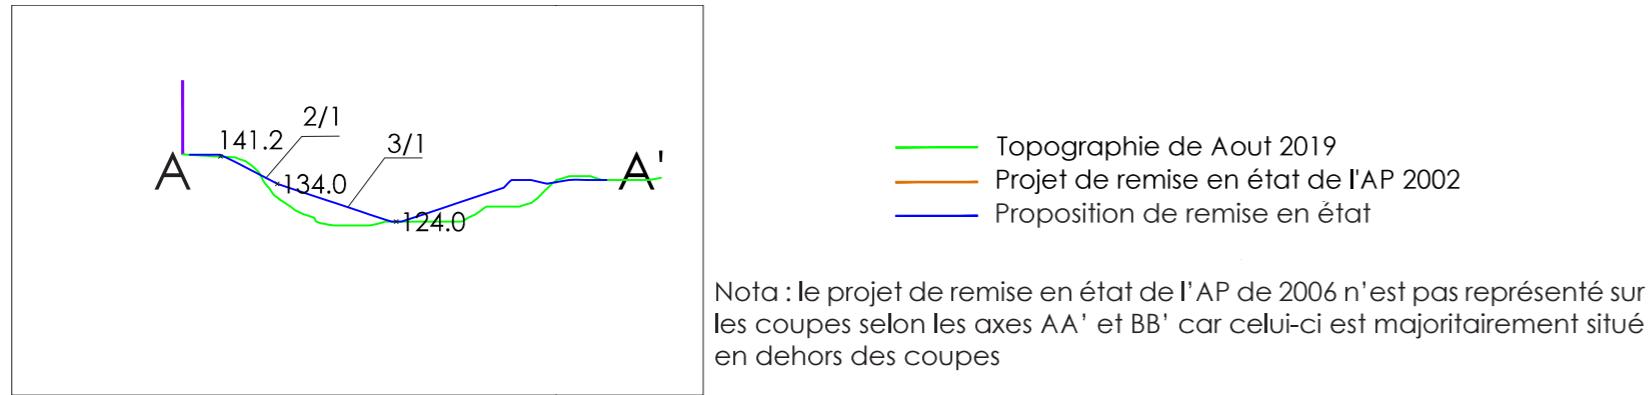 2/1
141.2
3/1
A
134.0
A'
124.0
Topographie de Aout 2019
Projet de remise en état de l'AP 2002
Proposition de remise en état
Nota : le projet de remise en état de l'AP de 2006 n'est pas représenté sur
les coupes selon les axes AA' et BB' car celui-ci est majoritairement situé
en dehors des coupes